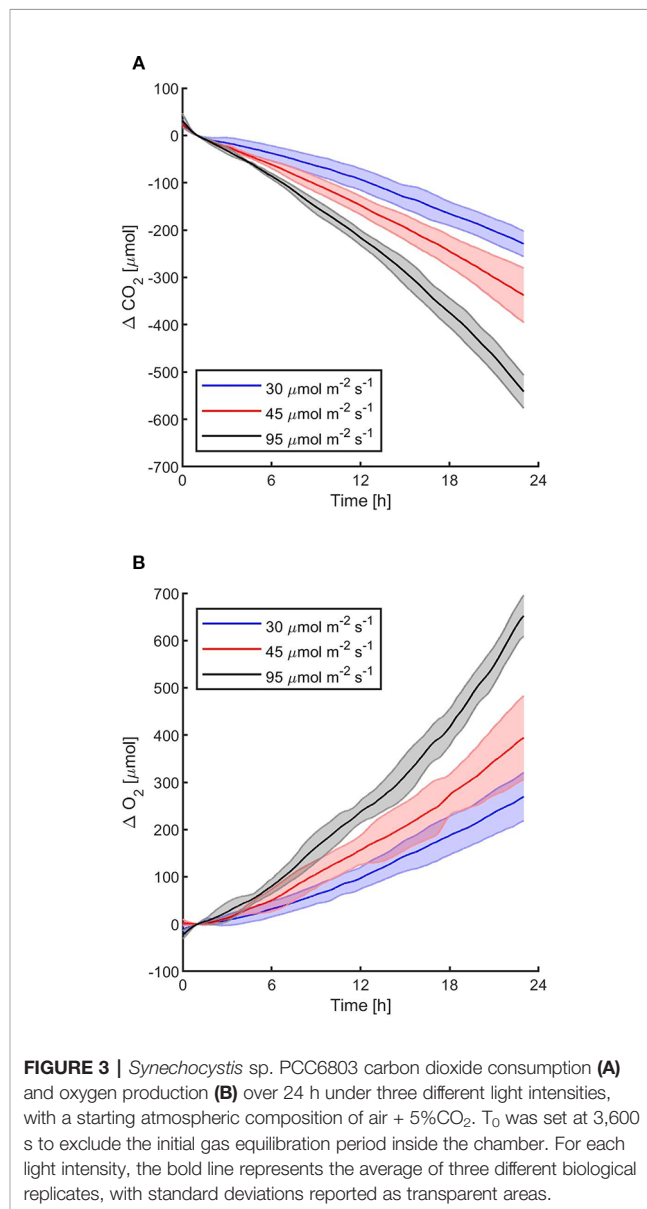 A
100
0
-100
-200
-300
-400
-500
-600
-700
Δ CO2 [μmol]
30 μmol m-2 s-1
45 μmol m-2 s-1
95 μmol m-2 s-1
0 6 12 18 24
Time [h]
B
700
600
500
400
300
200
100
0
-100
Δ O2 [μmol]
30 μmol m-2 s-1
45 μmol m-2 s-1
95 μmol m-2 s-1
0 6 12 18 24
Time [h]
FIGURE 3 | Synechocystis sp. PCC6803 carbon dioxide consumption (A)
and oxygen production (B) over 24 h under three different light intensities,
with a starting atmospheric composition of air + 5%CO2. T0 was set at 3,600
s to exclude the initial gas equilibration period inside the chamber. For each
light intensity, the bold line represents the average of three different biological
replicates, with standard deviations reported as transparent areas.